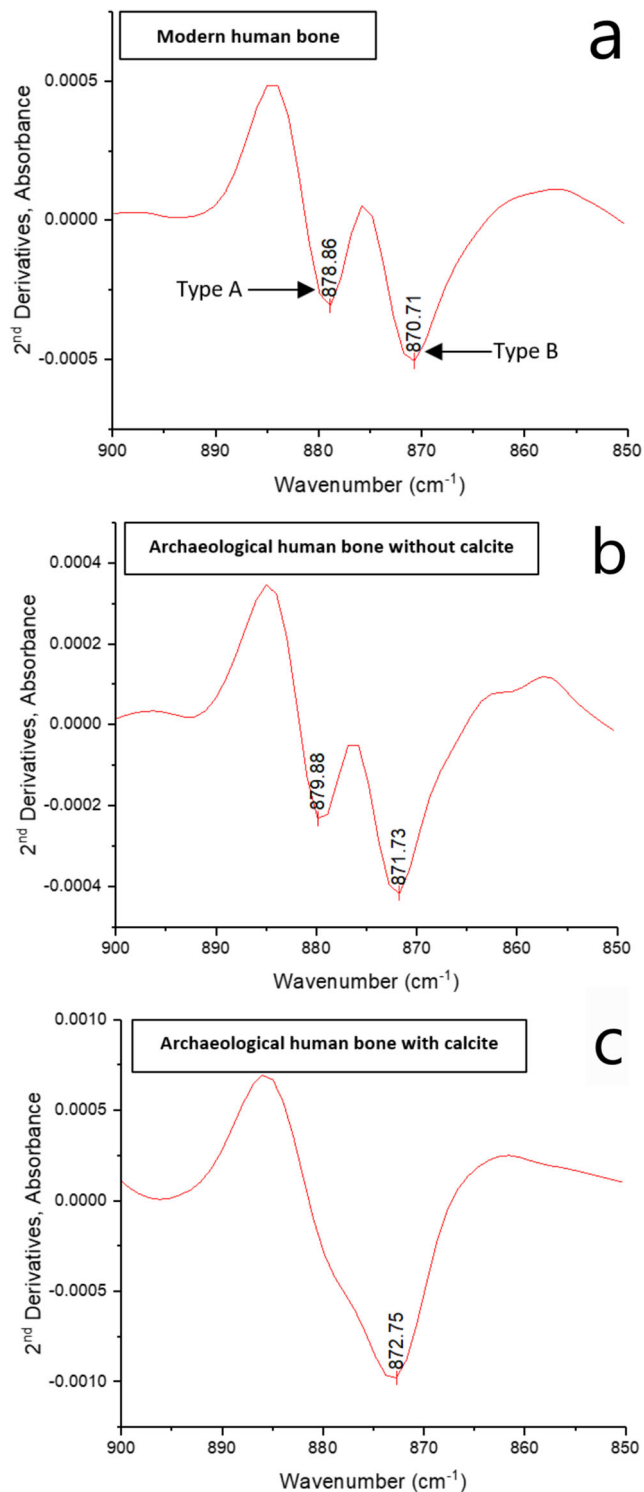 Modern human bone
a
0.0005
0.0000
-0.0005
2nd Derivatives, Absorbance
Type A
878.86
870.71
Type B
900 890 880 870 860 850
Wavenumber (cm-1)
Archaeological human bone without calcite
b
0.0004
0.0002
0.0000
-0.0002
-0.0004
2nd Derivatives, Absorbance
879.88
871.73
900 890 880 870 860 850
Wavenumber (cm-1)
0.0010
Archaeological human bone with calcite
c
0.0005
0.0000
-0.0005
-0.0010
2nd Derivatives, Absorbance
872.75
900 890 880 870 860 850
Wavenumber (cm-1)